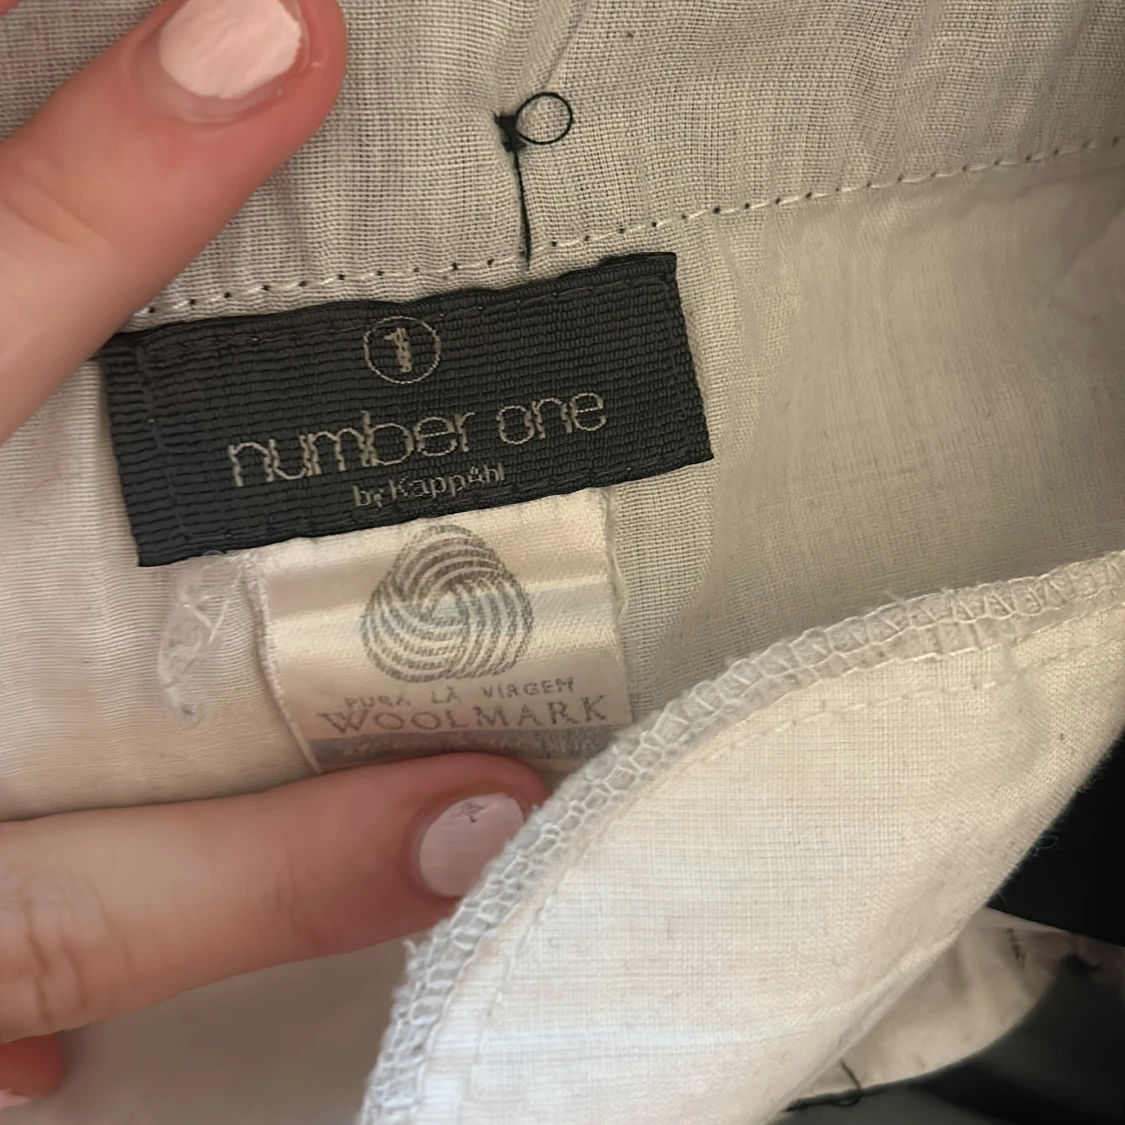 1
number one
by KappAhl
PURA LA VIRGEN
WOOLMARK